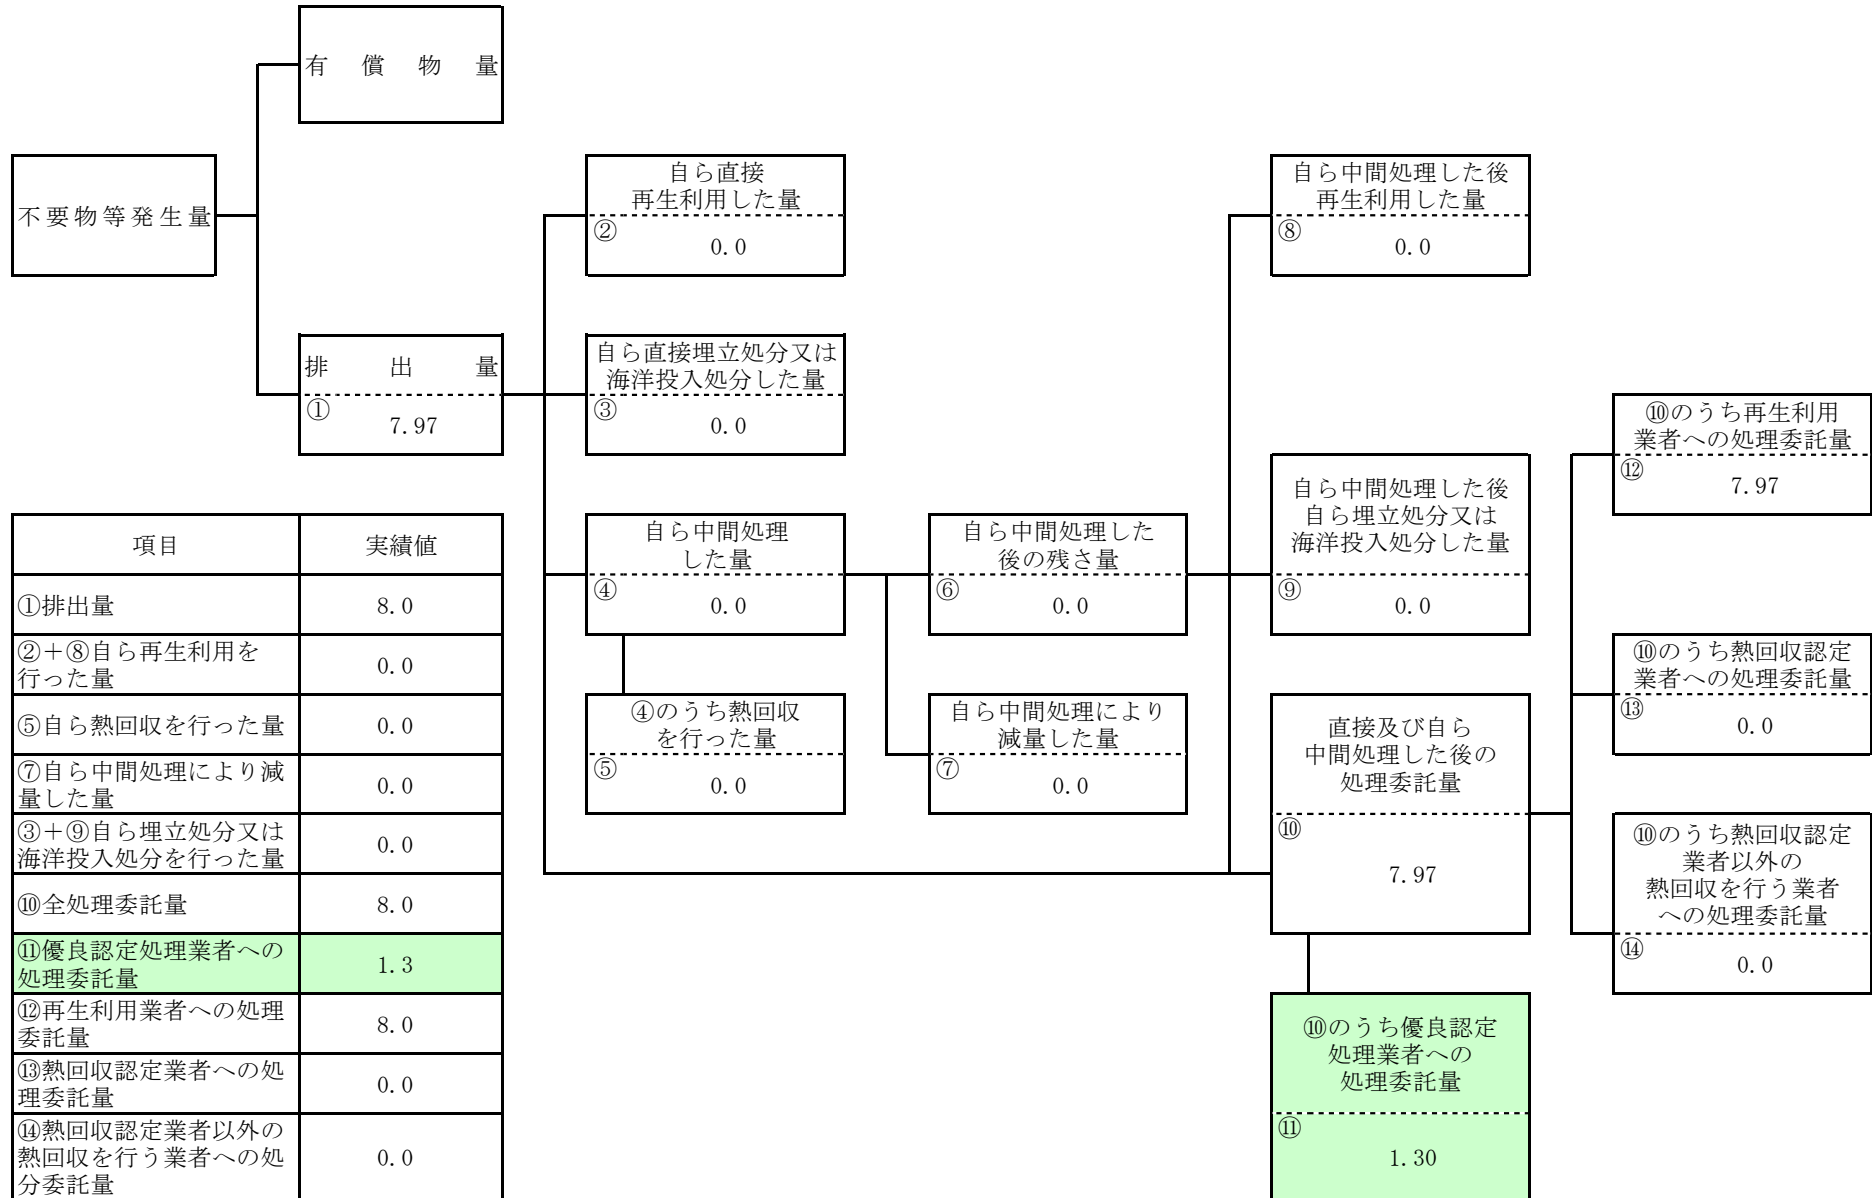 有償物量
不要物等発生量
排出量
①
7.97
自ら直接
再生利用した量
②
0.0
自ら直接埋立処分又は
海洋投入処分した量
③
0.0
自ら中間処理
した量
④
0.0
④のうち熱回収
を行った量
⑤
0.0
自ら中間処理した
後の残さ量
⑥
0.0
自ら中間処理により
減量した量
⑦
0.0
自ら中間処理した後
再生利用した量
⑧
0.0
自ら中間処理した後
自ら埋立処分又は
海洋投入処分した量
⑨
0.0
直接及び自ら
中間処理した後の
処理委託量
⑩
7.97
⑩のうち優良認定
処理業者への
処理委託量
⑪
1.30
⑩のうち再生利用
業者への処理委託量
⑫
7.97
⑩のうち熱回収認定
業者への処理委託量
⑬
0.0
⑩のうち熱回収認定
業者以外の
熱回収を行う業者
への処理委託量
⑭
0.0
項目 実績値
①排出量 8.0
②+⑧自ら再生利用を
行った量 0.0
⑤自ら熱回収を行った量 0.0
⑦自ら中間処理により減
量した量 0.0
③+⑨自ら埋立処分又は
海洋投入処分を行った量 0.0
⑩全処理委託量 8.0
⑪優良認定処理業者への
処理委託量 1.3
⑫再生利用業者への処理
委託量 8.0
⑬熱回収認定業者への処
理委託量 0.0
⑭熱回収認定業者以外の
熱回収を行う業者への処
分委託量 0.0